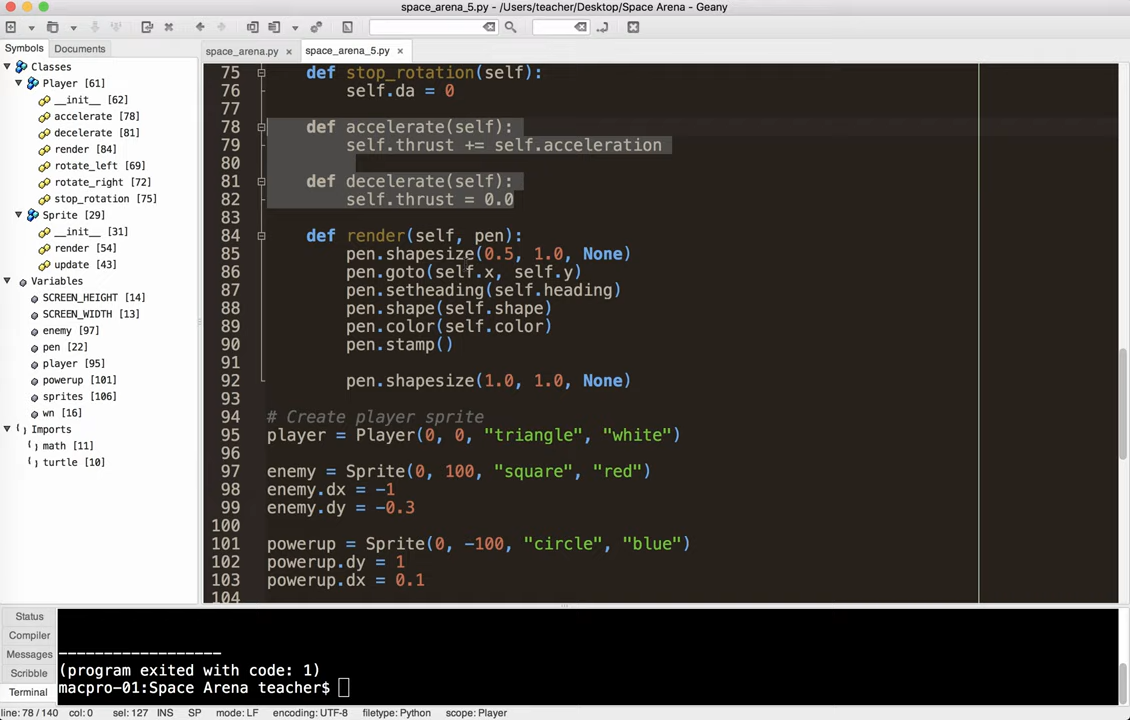 space_arena_5.py - /Users/teacher/Desktop/Space Arena - Geany
Symbols Documents
space_arena.py × space_arena_5.py ×
Classes
Player [61]
__init__ [62]
accelerate [78]
decelerate [81]
render [84]
rotate_left [69]
rotate_right [72]
stop_rotation [75]
Sprite [29]
__init__ [31]
render [54]
update [43]
Variables
SCREEN_HEIGHT [14]
SCREEN_WIDTH [13]
enemy [97]
pen [22]
player [95]
powerup [101]
sprites [106]
wn [16]
Imports
math [11]
turtle [10]
75 def stop_rotation(self):
76 self.da = 0
77
78 def accelerate(self):
79 self.thrust += self.acceleration
80
81 def decelerate(self):
82 self.thrust = 0.0
83
84 def render(self, pen):
85 pen.shapesize(0.5, 1.0, None)
86 pen.goto(self.x, self.y)
87 pen.setheading(self.heading)
88 pen.shape(self.shape)
89 pen.color(self.color)
90 pen.stamp()
91
92 pen.shapesize(1.0, 1.0, None)
93
94 # Create player sprite
95 player = Player(0, 0, "triangle", "white")
96
97 enemy = Sprite(0, 100, "square", "red")
98 enemy.dx = -1
99 enemy.dy = -0.3
100
101 powerup = Sprite(0, -100, "circle", "blue")
102 powerup.dy = 1
103 powerup.dx = 0.1
104
Status
Compiler
Messages
Scribble
Terminal
------------------
(program exited with code: 1)
macpro-01:Space Arena teacher$
line: 78 / 140 col: 0 sel: 127 INS SP mode: LF encoding: UTF-8 filetype: Python scope: Player